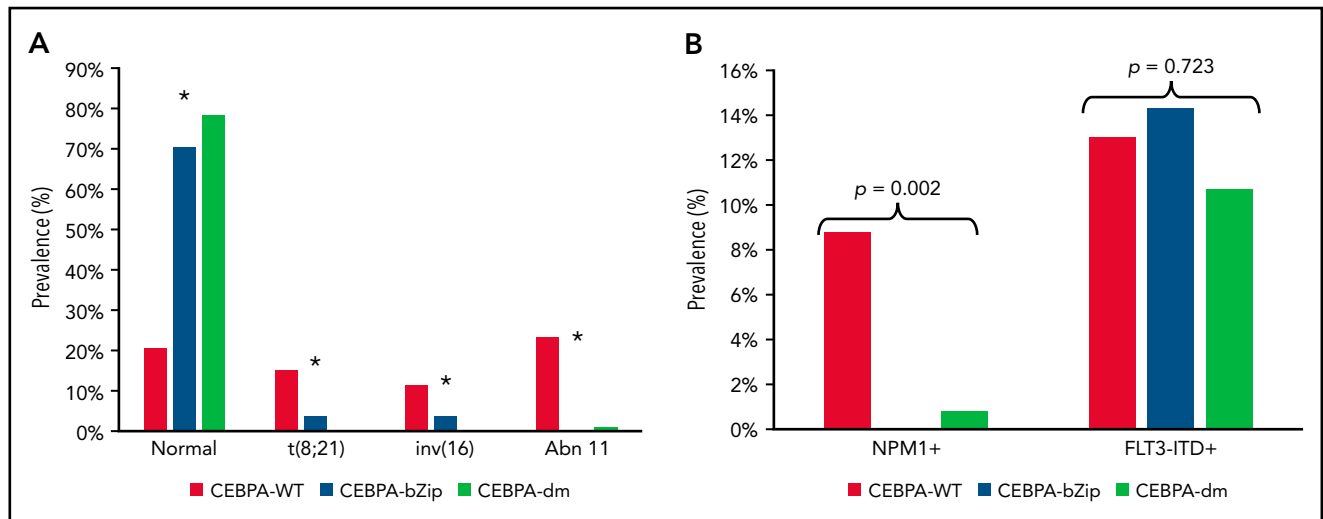 A
Prevalence (%)
90%
80%
70%
60%
50%
40%
30%
20%
10%
0%
*
*
*
*
Normal t(8;21) inv(16) Abn 11
CEBPA-WT CEBPA-bZip CEBPA-dm
B
Prevalence (%)
16%
14%
12%
10%
8%
6%
4%
2%
0%
p = 0.002
p = 0.723
NPM1+ FLT3-ITD+
CEBPA-WT CEBPA-bZip CEBPA-dm